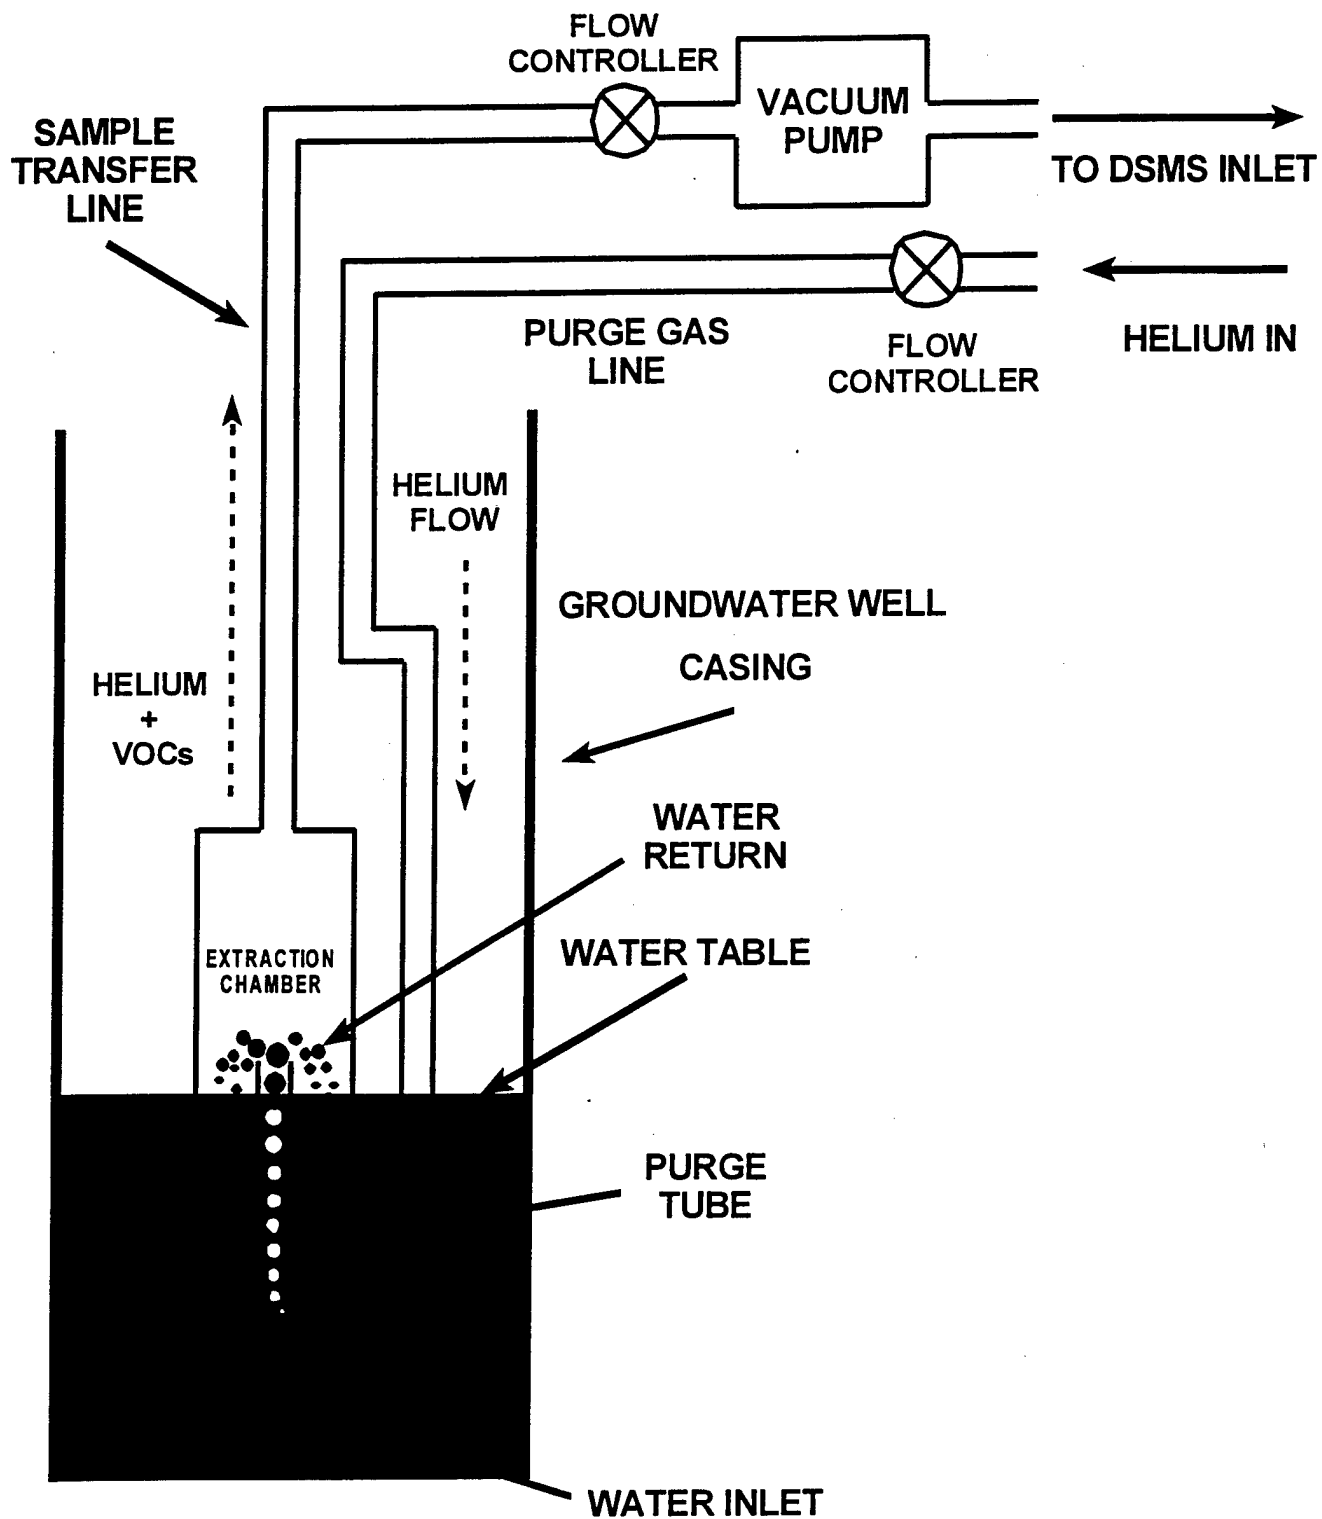 FLOW
CONTROLLER
VACUUM
PUMP
SAMPLE
TRANSFER
LINE
TO DSMS INLET
PURGE GAS
LINE
FLOW
CONTROLLER
HELIUM IN
HELIUM
FLOW
GROUNDWATER WELL
CASING
HELIUM
+
VOCs
WATER
RETURN
EXTRACTION
CHAMBER
WATER TABLE
PURGE
TUBE
WATER INLET